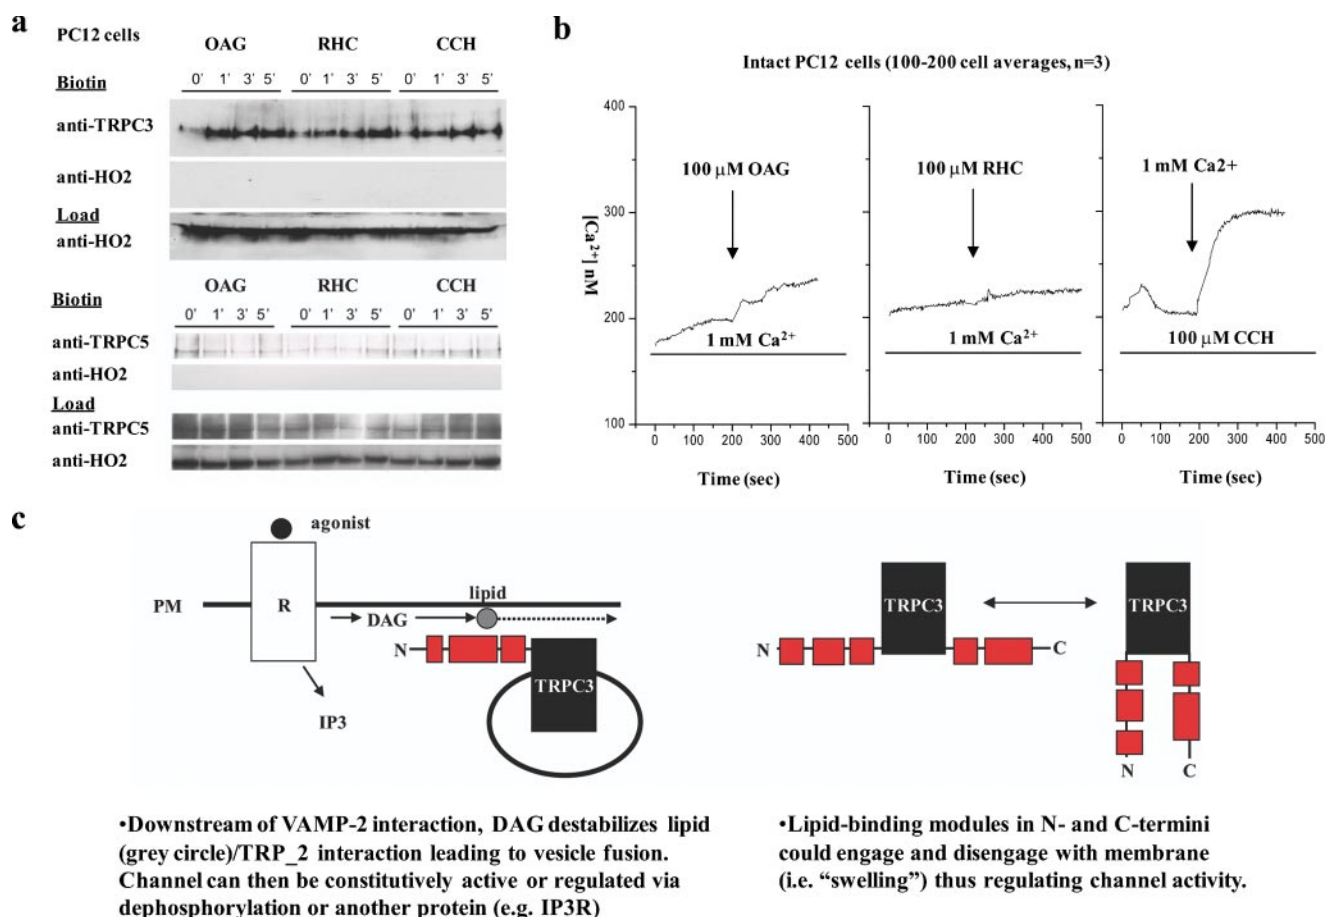 a
PC12 cells
OAG RHC CCH
0' 1' 3' 5' 0' 1' 3' 5' 0' 1' 3' 5'
Biotin
anti-TRPC3
anti-HO2
Load
anti-HO2
OAG RHC CCH
Biotin
0' 1' 3' 5' 0' 1' 3' 5' 0' 1' 3' 5'
anti-TRPC5
anti-HO2
Load
anti-TRPC5
anti-HO2
b
Intact PC12 cells (100-200 cell averages, n=3)
[Ca2+] nM
400
300
200
100
100 μM OAG
1 mM Ca2+
0 100 200 300 400 500
Time (sec)
100 μM RHC
1 mM Ca2+
0 100 200 300 400 500
Time (sec)
1 mM Ca2+
100 μM CCH
0 100 200 300 400 500
Time (sec)
c
agonist
PM
R
DAG
lipid
N
TRPC3
IP3
TRPC3
N
C
TRPC3
N
C
•Downstream of VAMP-2 interaction, DAG destabilizes lipid
(grey circle)/TRP_2 interaction leading to vesicle fusion.
Channel can then be constitutively active or regulated via
dephosphorylation or another protein (e.g. IP3R)
•Lipid-binding modules in N- and C-termini
could engage and disengage with membrane
(i.e. “swelling”) thus regulating channel activity.